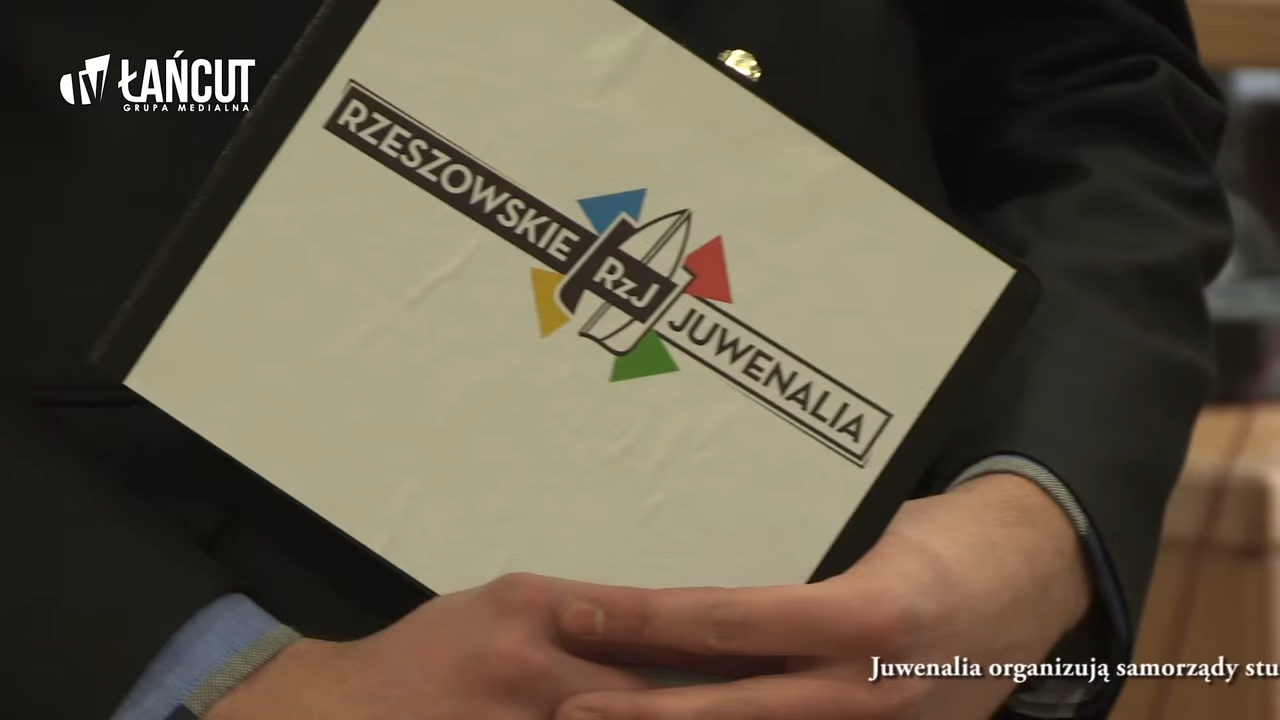 TV ŁAŃCUT
GRUPA MEDIALNA
RZESZOWSKIE
RzJ
JUWENALIA
Juwenalia organizują samorządy stu